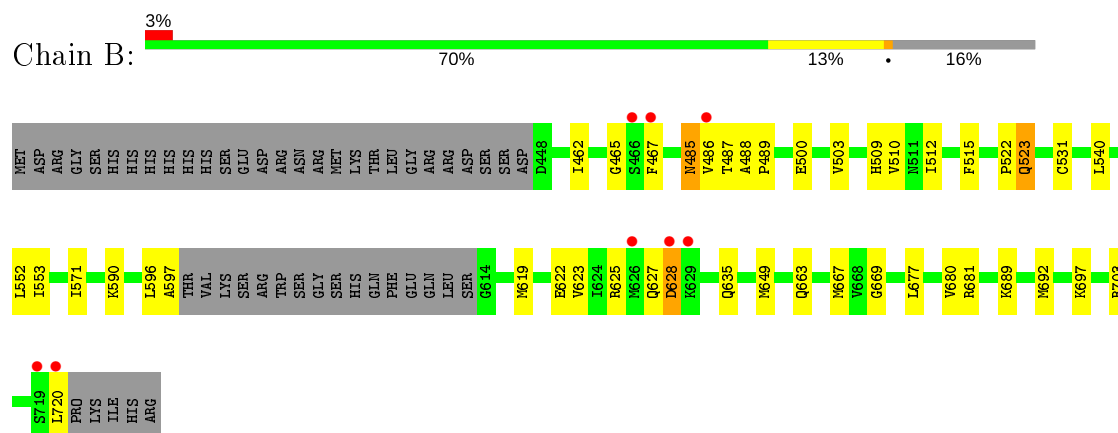 3%
Chain B:
70% 13% • 16%
MET ASP ARG GLY SER HIS HIS HIS HIS HIS HIS SER GLU ASP ARG ASN ARG MET LYS THR LEU GLY ARG ARG ASP SER SER ASP D448 I462 G465 S466 F467 N485 V486 T487 A488 P489 E500 V503 H509 V510 N511 I512 F515 P522 Q523 C531 L540
L552 I553 I571 K590 L596 A597 THR VAL LYS SER ARG TRP SER GLY SER HIS GLN PHE GLU GLN LEU SER G614 M619 E622 V623 I624 R625 M626 Q627 D628 K629 Q635 M649 Q663 M667 V668 G669 L677 V680 R681 K689 M692 K697
S719 L720 PRO LYS ILE HIS ARG